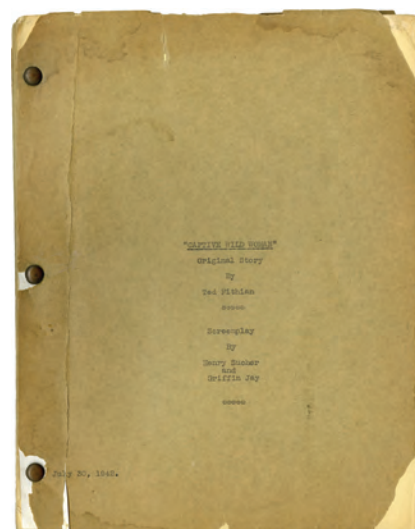 "CAPTIVE WILD WOMAN"
Original Story
By
Ted Fithian
Screenplay
By
Henry Sucher
and
Griffin Jay
July 30, 1942.